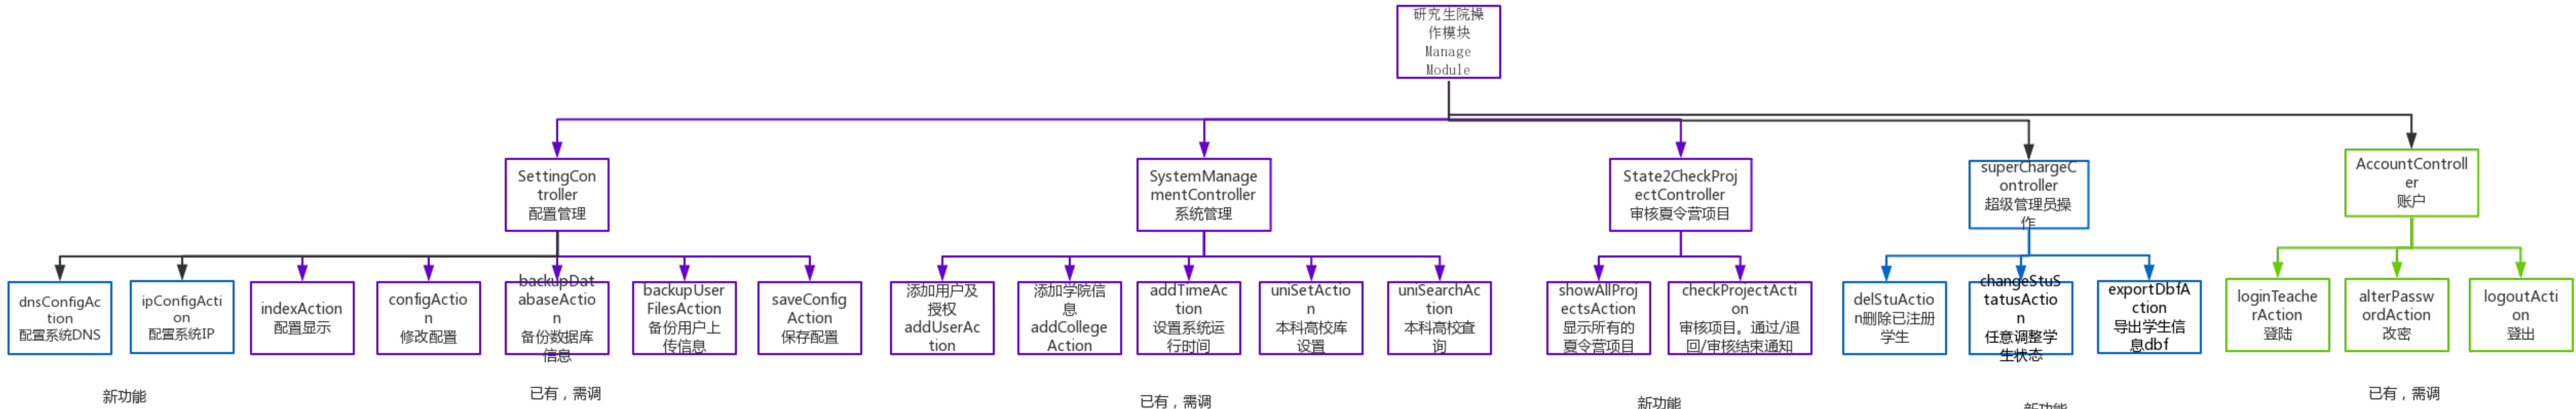 研究生院操
作模块
Manage
Module
SettingCon
troller
配置管理
SystemManage
mentController
系统管理
State2CheckProj
ectController
审核夏令营项目
superChargeC
ontroller
超级管理员操
作
AccountControll
er
账户
dnsConfigAc
tion
配置系统DNS
ipConfigActi
on
配置系统IP
indexAction
配置显示
configActio
n
修改配置
backupDat
abaseActio
n
备份数据库
信息
backupUser
FilesAction
备份用户上
传信息
saveConfig
Action
保存配置
添加用户及
授权
addUserAc
tion
添加学院信
息
addCollege
Action
addTimeAc
tion
设置系统运
行时间
uniSetActio
n
本科高校库
设置
uniSearchAc
tion
本科高校查
询
showAllProj
ectsAction
显示所有的
夏令营项目
checkProjectActi
on
审核项目。通过/退
回/审核结束通知
delStuActio
n删除已注册
学生
changeStuS
tatusActio
n
任意调整学
生状态
exportDbfA
ction
导出学生信
息dbf
loginTeache
rAction
登陆
alterPassw
ordAction
改密
logoutActi
on
登出
新功能
已有，需调
已有，需调
新功能
新功能
已有，需调